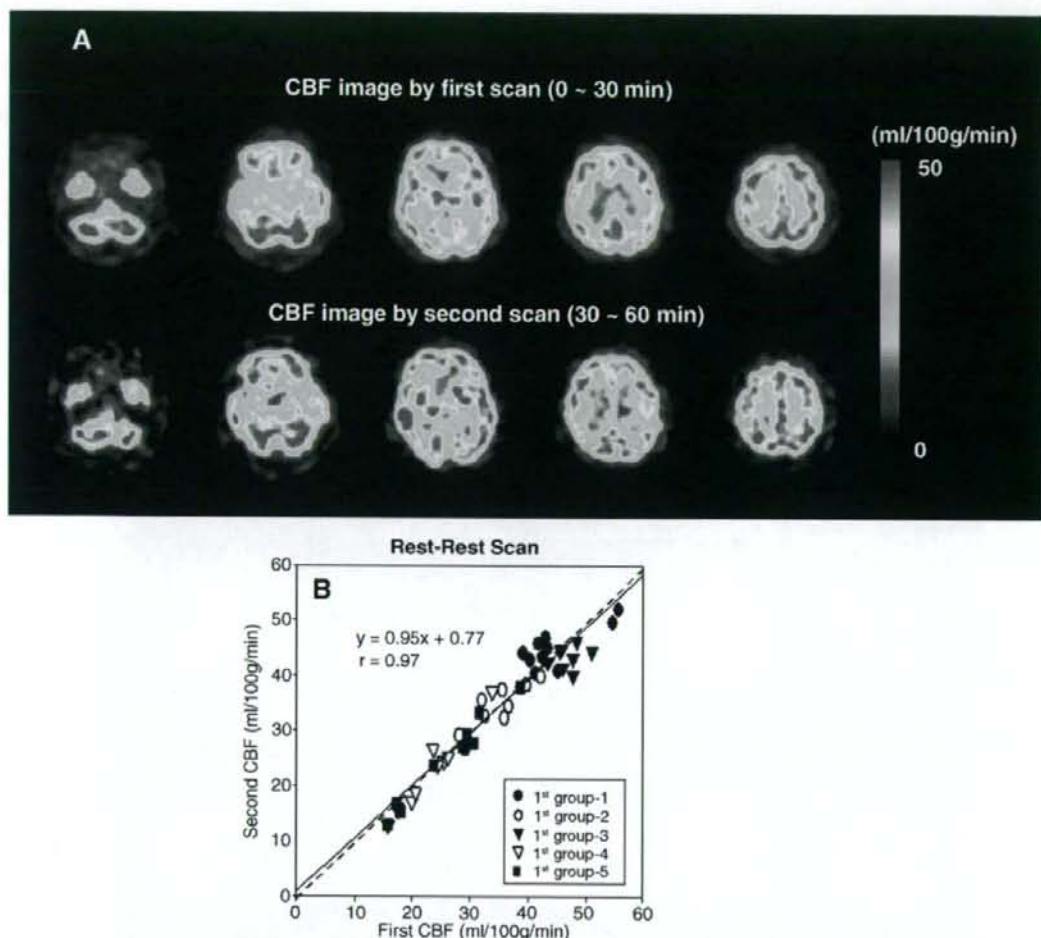 A
CBF image by first scan (0 ~ 30 min)
(ml/100g/min)
50
CBF image by second scan (30 ~ 60 min)
0
Rest-Rest Scan
B
y = 0.95x + 0.77
r = 0.97
60
50
40
30
20
10
0
Second CBF (ml/100g/min)
1st group-1
1st group-2
1st group-3
1st group-4
1st group-5
0 10 20 30 40 50 60
First CBF (ml/100g/min)